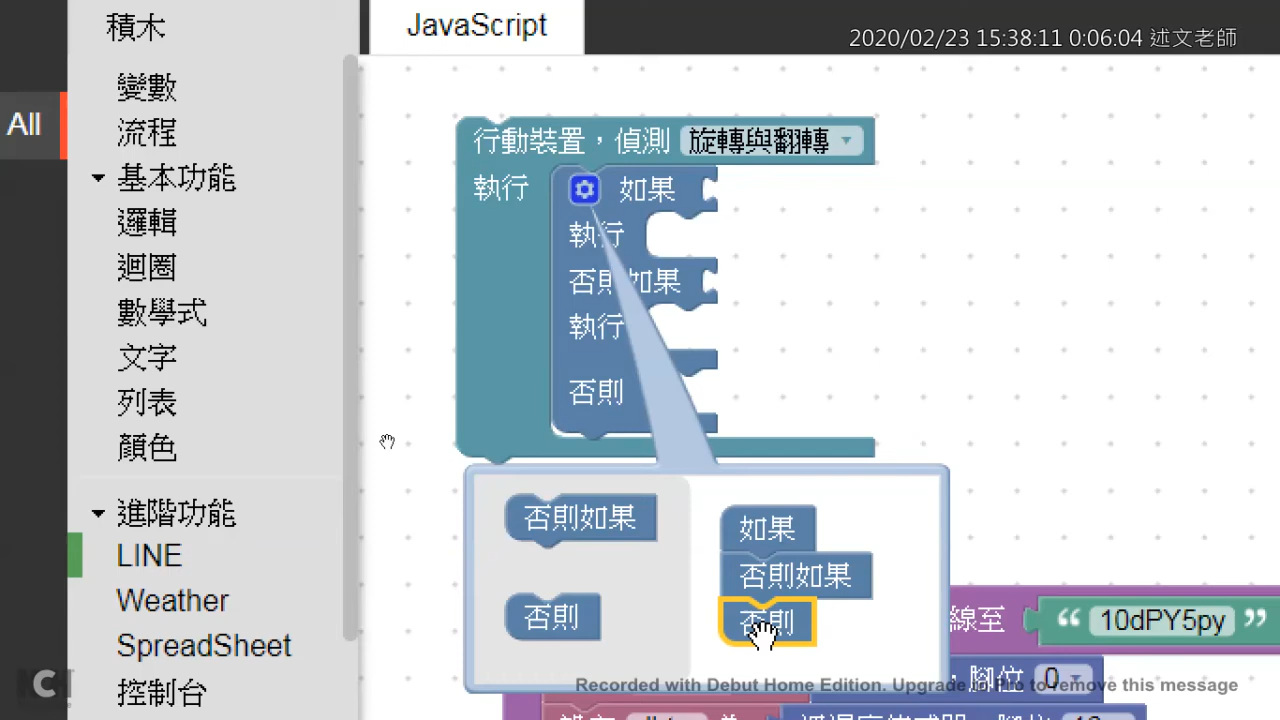 積木
JavaScript
2020/02/23 15:38:11 0:06:04 述文老師
All
變數
流程
基本功能
邏輯
迴圈
數學式
文字
列表
顏色
進階功能
LINE
Weather
SpreadSheet
控制台
行動裝置，偵測 旋轉與翻轉
執行 如果
執行
否則如果
執行
否則
否則如果
否則
如果
否則如果
否則
線至 “ 10dPY5py ”
，腳位 0
Recorded with Debut Home Edition. Upgrade to Pro to remove this message